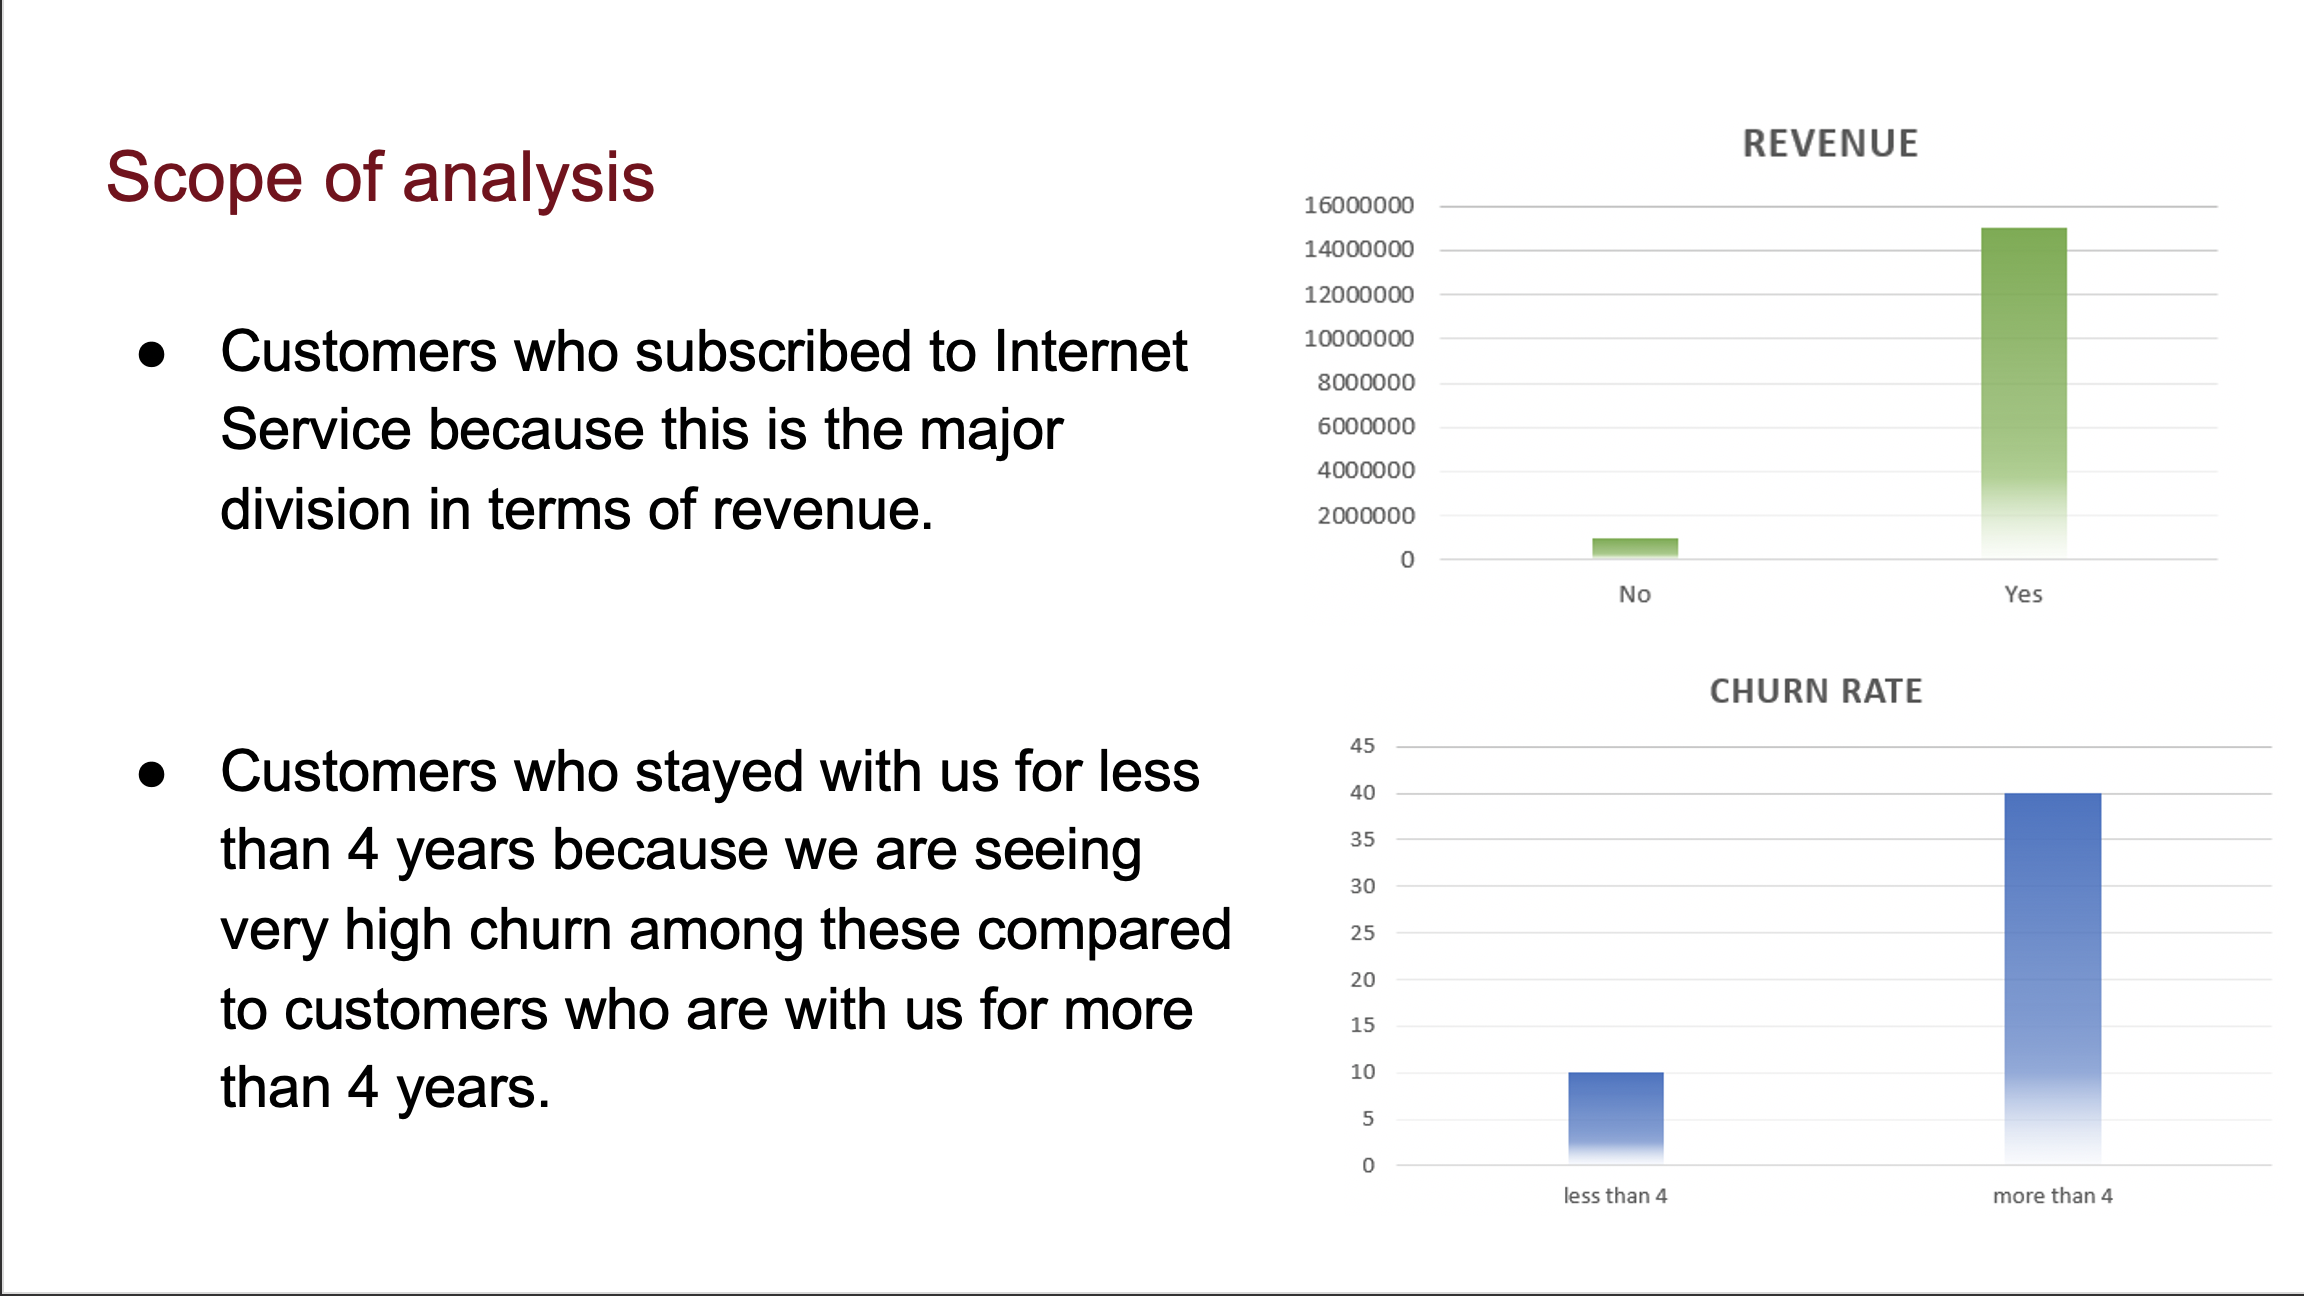 Scope of analysis
● Customers who subscribed to Internet
Service because this is the major
division in terms of revenue.
● Customers who stayed with us for less
than 4 years because we are seeing
very high churn among these compared
to customers who are with us for more
than 4 years.
REVENUE
16000000
14000000
12000000
10000000
8000000
6000000
4000000
2000000
0
No Yes
CHURN RATE
45
40
35
30
25
20
15
10
5
0
less than 4 more than 4